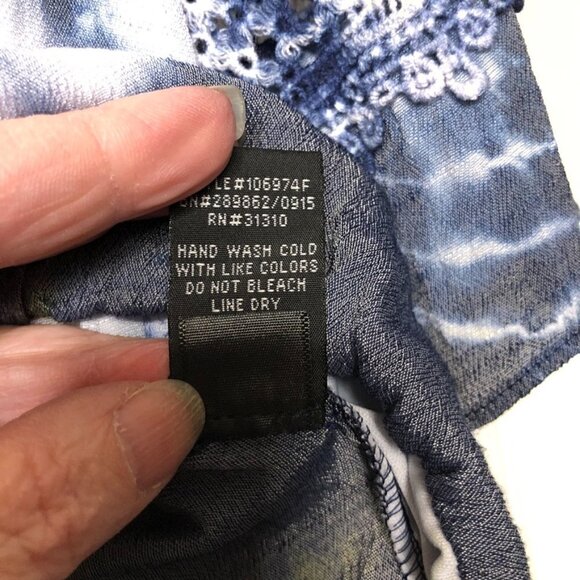 LE#106974F
N#289862/0915
RN#31310
HAND WASH COLD
WITH LIKE COLORS
DO NOT BLEACH
LINE DRY